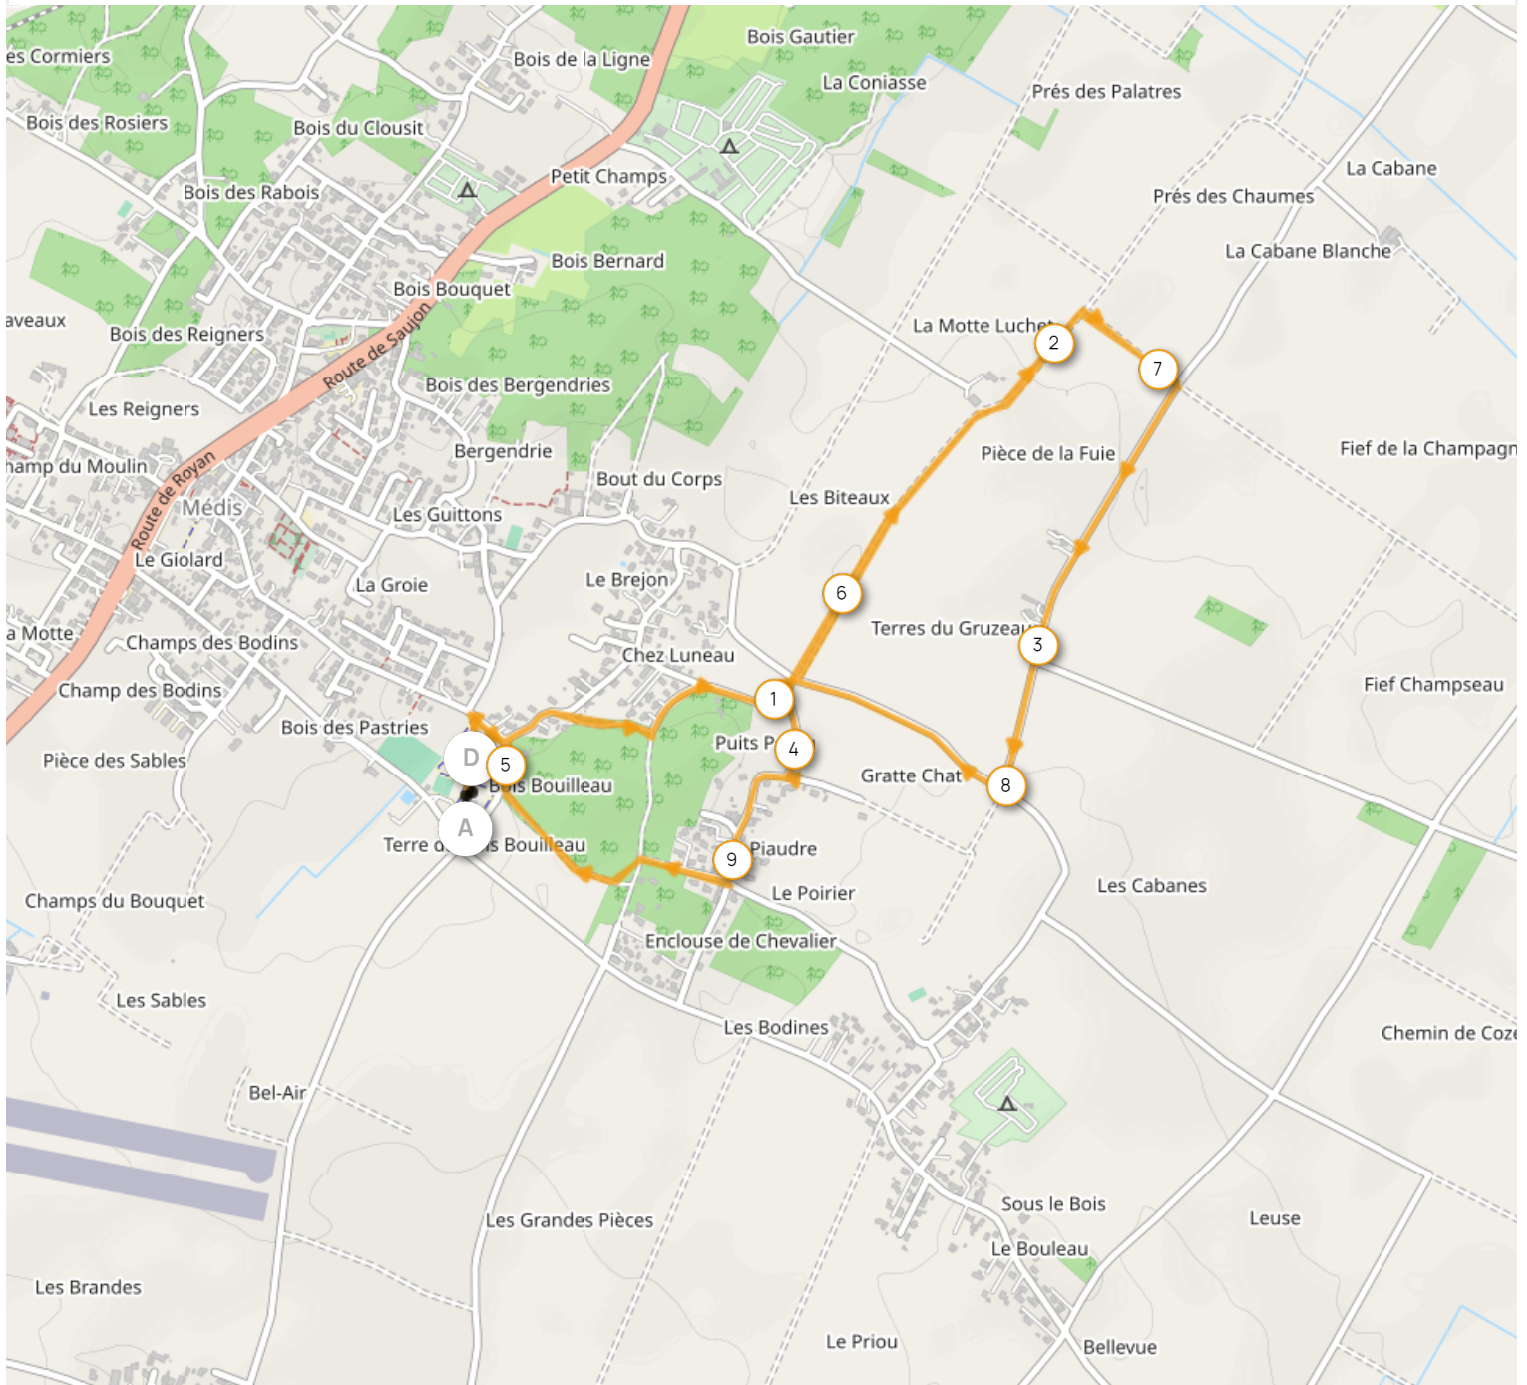 es Cormiers
Bois de la Ligne
Bois Gautier
La Coniasse
Prés des Palatres
Bois des Rosiers
Bois du Clousit
Petit Champs
La Cabane
Bois des Rabois
Prés des Chaumes
La Cabane Blanche
Bois Bernard
Bois Bouquet
aveaux
Bois des Reigners
Route de Saujon
La Motte Luchet
2
7
Bois des Bergendries
Les Reigners
Bergendrie
Pièce de la Fuie
Fief de la Champagn
hamp du Moulin
Route de Royan
Bout du Corps
Les Biteaux
Médis
Les Guittons
Le Giolard
La Groie
Le Brejon
6
a Motte
Champs des Bodins
Chez Luneau
Terres du Gruzeau
3
Champ des Bodins
Fief Champseau
1
Bois des Pastries
Puits P
4
Pièce des Sables
D
5
Bois Bouilleau
Gratte Chat
8
A
Terre d
s Bouilleau
9
Piaudre
Le Poirier
Les Cabanes
Champs du Bouquet
Enclouse de Chevalier
Les Sables
Les Bodines
Chemin de Coze
Bel-Air
Sous le Bois
Leuse
Les Grandes Pièces
Le Bouleau
Les Brandes
Le Priou
Bellevue